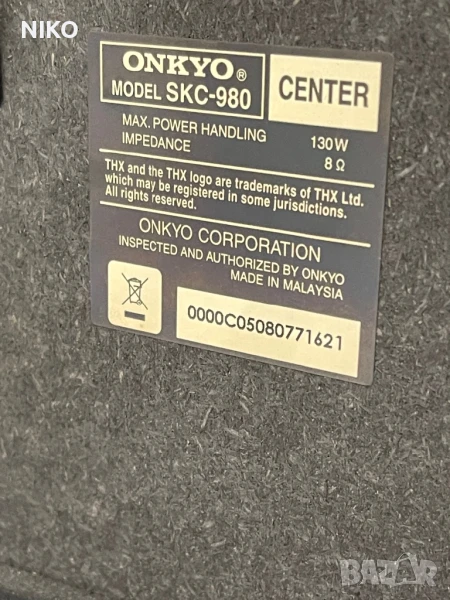 NIKO
ONKYO®
MODEL SKC-980
CENTER
MAX. POWER HANDLING 130W
IMPEDANCE 8 Ω
THX and the THX logo are trademarks of THX Ltd.
which may be registered in some jurisdictions.
All rights reserved.
ONKYO CORPORATION
INSPECTED AND AUTHORIZED BY ONKYO
MADE IN MALAYSIA
0000C05080771621
BAZAR